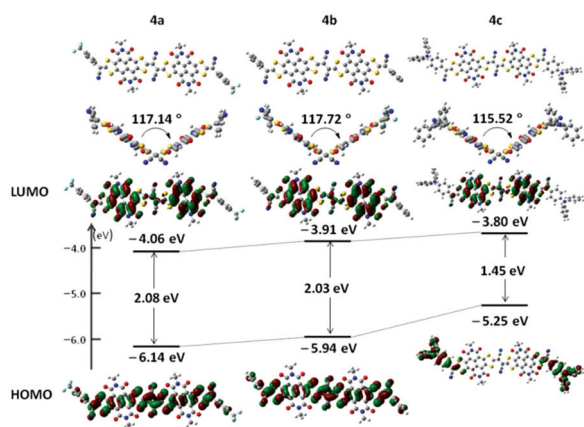 4a 4b 4c
117.14 ° 117.72 ° 115.52 °
LUMO
(eV)
−4.06 eV −3.91 eV −3.80 eV
-4.0
2.08 eV 2.03 eV 1.45 eV
-5.0
−5.25 eV
-6.0
−6.14 eV −5.94 eV
HOMO